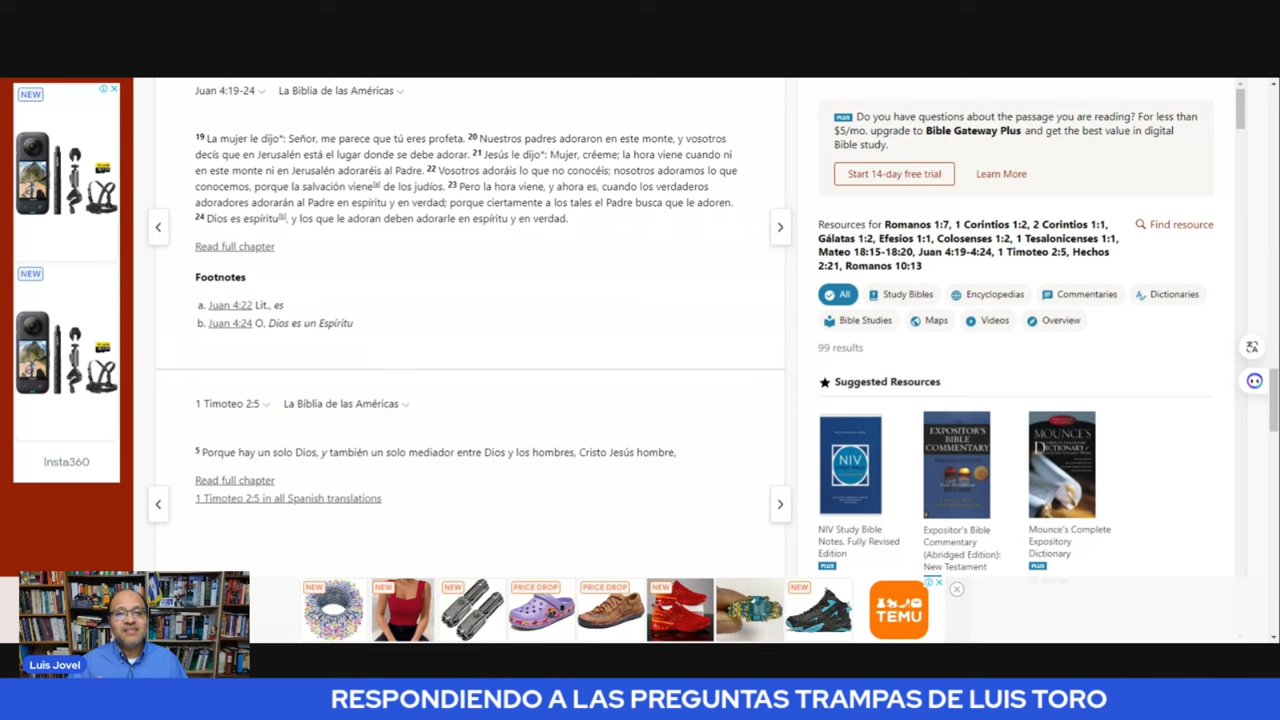 NEW
NEW
Insta360
Juan 4:19-24
La Biblia de las Américas
19 La mujer le dijo*: Señor, me parece que tú eres profeta. 20 Nuestros padres adoraron en este monte, y vosotros
decís que en Jerusalén está el lugar donde se debe adorar. 21 Jesús le dijo*: Mujer, créeme; la hora viene cuando ni
en este monte ni en Jerusalén adoraréis al Padre. 22 Vosotros adoráis lo que no conocéis; nosotros adoramos lo que
conocemos, porque la salvación viene[a] de los judíos. 23 Pero la hora viene, y ahora es, cuando los verdaderos
adoradores adorarán al Padre en espíritu y en verdad; porque ciertamente a los tales el Padre busca que le adoren.
24 Dios es espíritu[b], y los que le adoran deben adorarle en espíritu y en verdad.
Read full chapter
Footnotes
a. Juan 4:22 Lit., es
b. Juan 4:24 O, Dios es un Espíritu
1 Timoteo 2:5
La Biblia de las Américas
5 Porque hay un solo Dios, y también un solo mediador entre Dios y los hombres, Cristo Jesús hombre,
Read full chapter
1 Timoteo 2:5 in all Spanish translations
PLUS Do you have questions about the passage you are reading? For less than
$5/mo. upgrade to Bible Gateway Plus and get the best value in digital
Bible study.
Start 14-day free trial
Learn More
Resources for Romanos 1:7, 1 Corintios 1:2, 2 Corintios 1:1,
Gálatas 1:2, Efesios 1:1, Colosenses 1:2, 1 Tesalonicenses 1:1,
Mateo 18:15-18:20, Juan 4:19-4:24, 1 Timoteo 2:5, Hechos
2:21, Romanos 10:13
Find resource
All
Study Bibles
Encyclopedias
Commentaries
Dictionaries
Bible Studies
Maps
Videos
Overview
99 results
Suggested Resources
NIV
EXPOSITOR'S
BIBLE
COMMENTARY
MOUNCE'S
DICTIONARY
NIV Study Bible
Notes, Fully Revised
Edition
PLUS
Expositor's Bible
Commentary
(Abridged Edition):
New Testament
Mounce's Complete
Expository
Dictionary
PLUS
NEW
NEW
NEW
PRICE DROP
PRICE DROP
NEW
NEW
TEMU
Luis Jovel
RESPONDIENDO A LAS PREGUNTAS TRAMPAS DE LUIS TORO